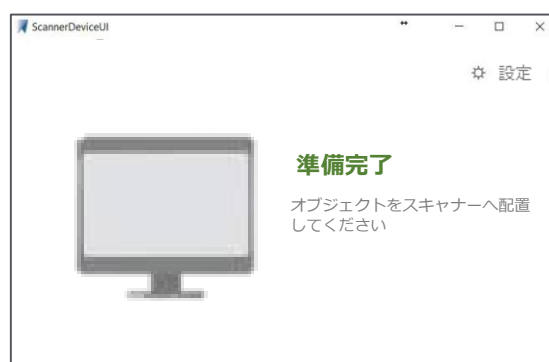 ScannerDeviceUI
設定
準備完了
オブジェクトをスキャナーへ配置
してください